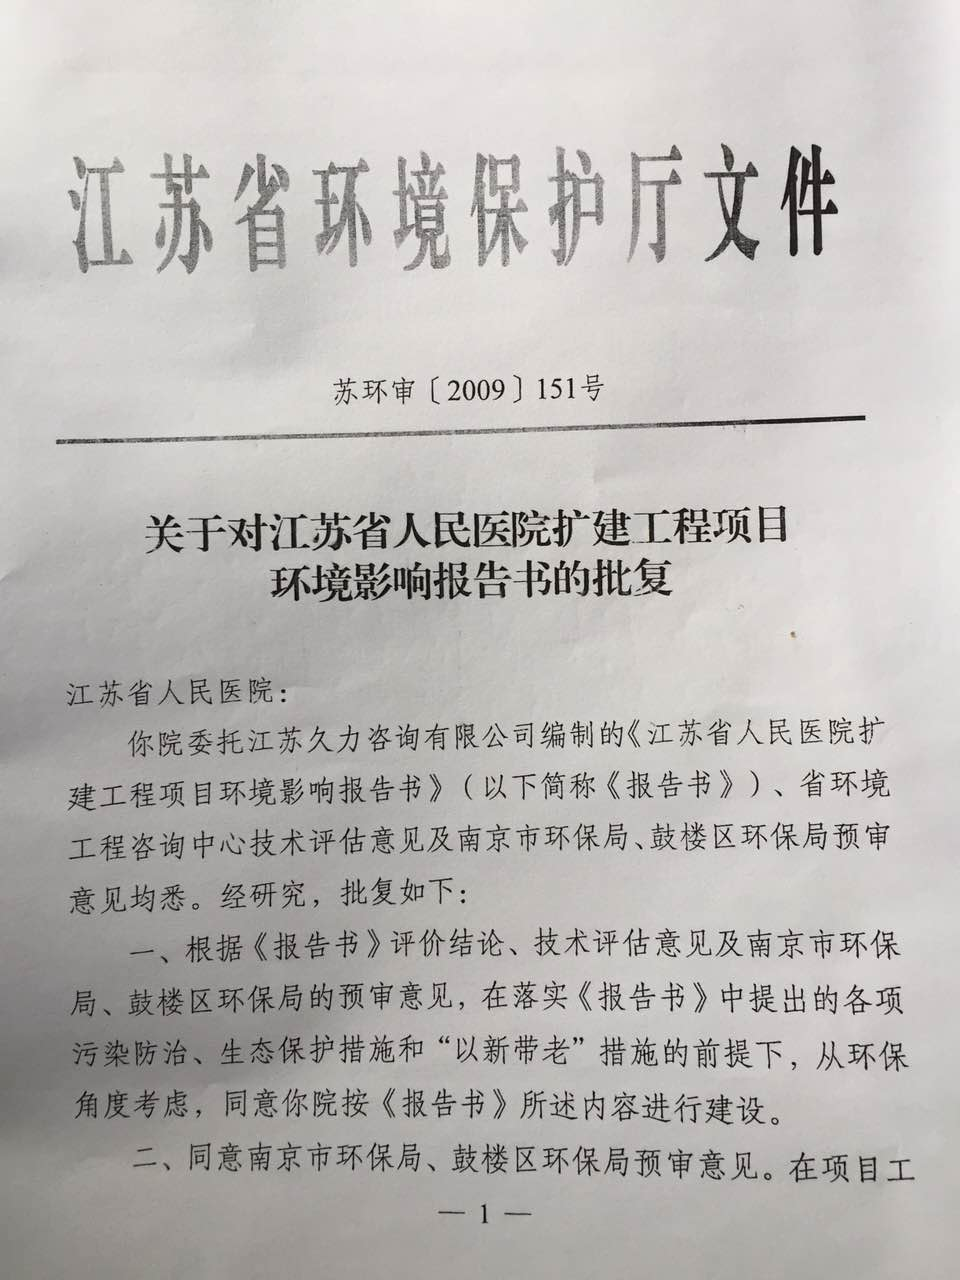 江苏省环境保护厅文件
苏环审〔2009〕151号
关于对江苏省人民医院扩建工程项目
环境影响报告书的批复
江苏省人民医院：
你院委托江苏久力咨询有限公司编制的《江苏省人民医院扩
建工程项目环境影响报告书》（以下简称《报告书》）、省环境
工程咨询中心技术评估意见及南京市环保局、鼓楼区环保局预审
意见均悉。经研究，批复如下：
一、根据《报告书》评价结论、技术评估意见及南京市环保
局、鼓楼区环保局的预审意见，在落实《报告书》中提出的各项
污染防治、生态保护措施和“以新带老”措施的前提下，从环保
角度考虑，同意你院按《报告书》所述内容进行建设。
二、同意南京市环保局、鼓楼区环保局预审意见。在项目工
— 1 —